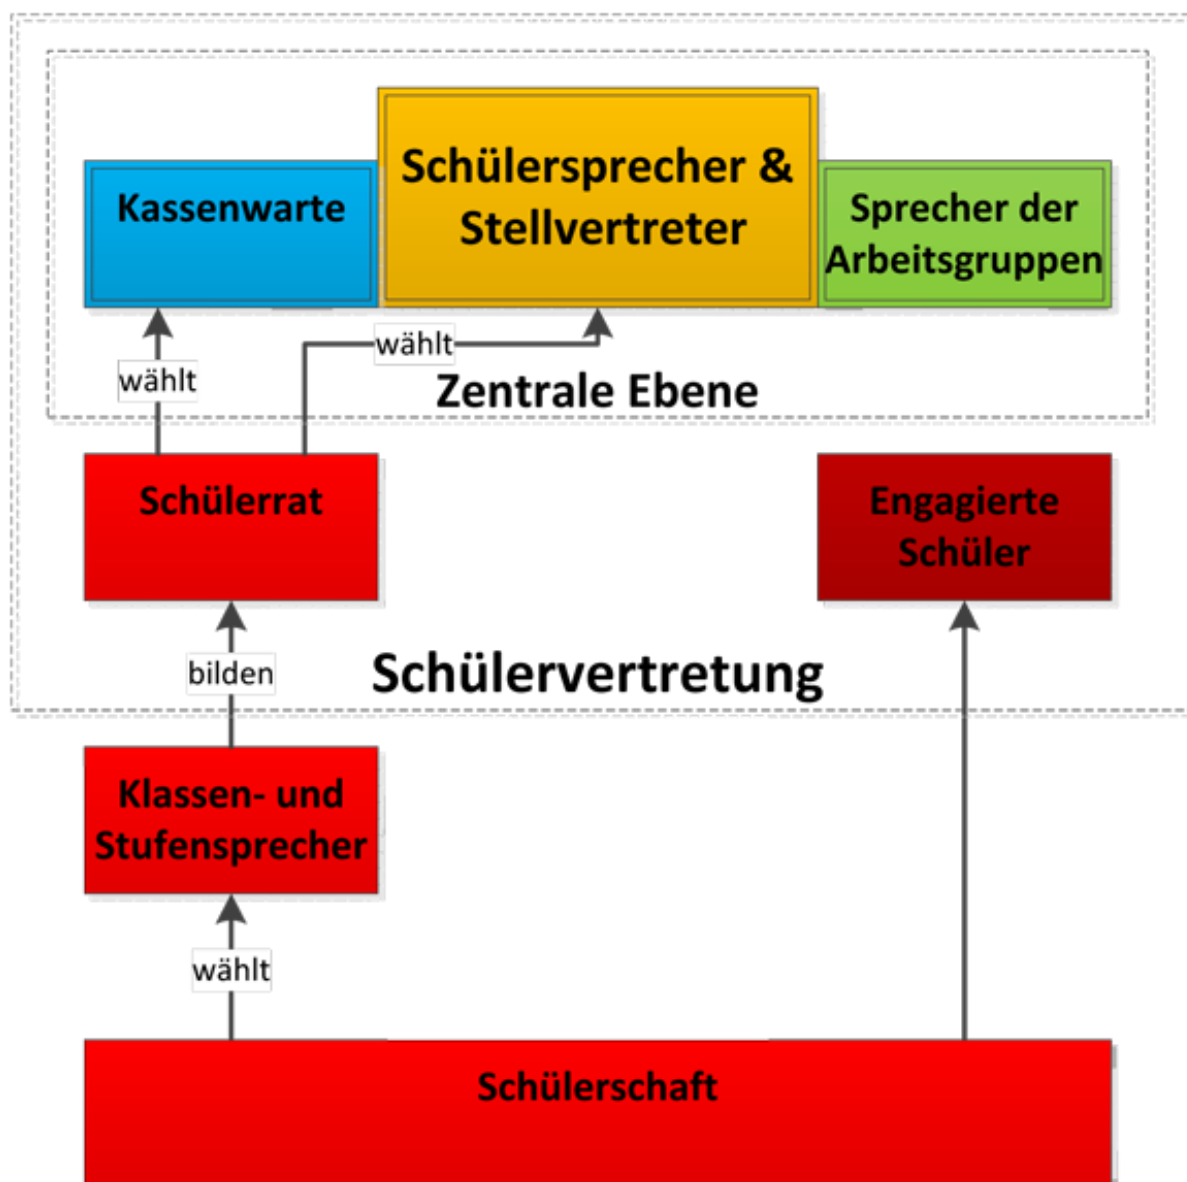 Kassenwarte
Schülersprecher &
Stellvertreter
Sprecher der
Arbeitsgruppen
wählt
wählt
Zentrale Ebene
Schülerrat
Engagierte
Schüler
bilden
Schülervertretung
Klassen- und
Stufensprecher
wählt
Schülerschaft